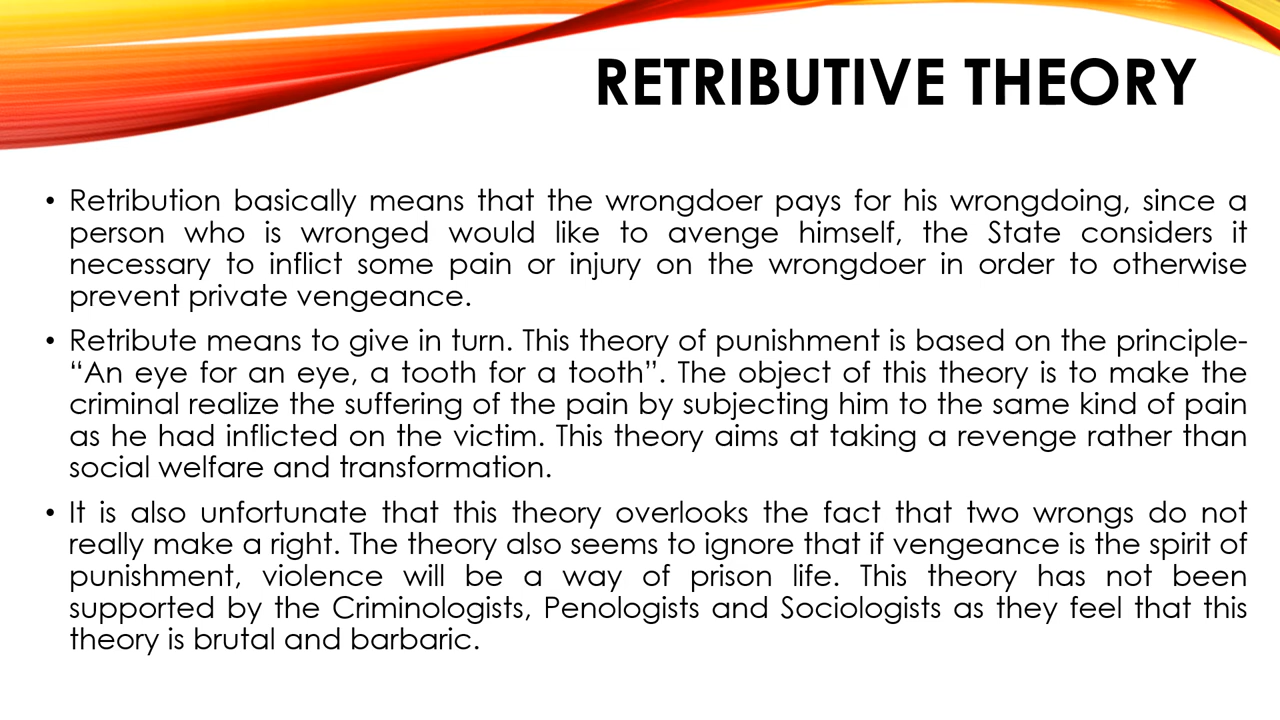 RETRIBUTIVE THEORY
• Retribution basically means that the wrongdoer pays for his wrongdoing, since a
person who is wronged would like to avenge himself, the State considers it
necessary to inflict some pain or injury on the wrongdoer in order to otherwise
prevent private vengeance.
• Retribute means to give in turn. This theory of punishment is based on the principle-
“An eye for an eye, a tooth for a tooth”. The object of this theory is to make the
criminal realize the suffering of the pain by subjecting him to the same kind of pain
as he had inflicted on the victim. This theory aims at taking a revenge rather than
social welfare and transformation.
• It is also unfortunate that this theory overlooks the fact that two wrongs do not
really make a right. The theory also seems to ignore that if vengeance is the spirit of
punishment, violence will be a way of prison life. This theory has not been
supported by the Criminologists, Penologists and Sociologists as they feel that this
theory is brutal and barbaric.